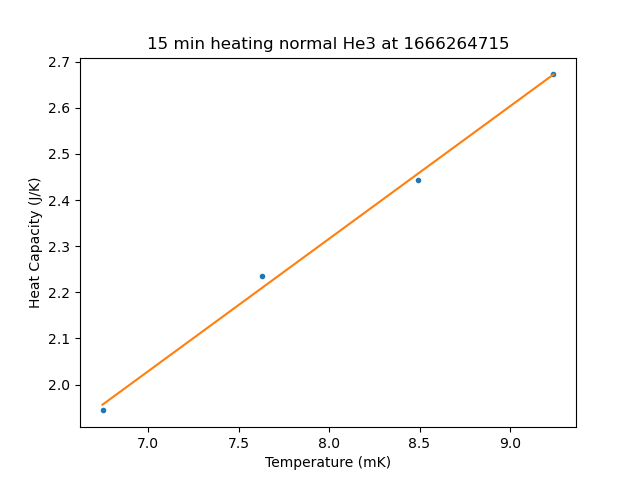 15 min heating normal He3 at 1666264715
2.7
2.6
2.5
2.4
2.3
2.2
2.1
2.0
Heat Capacity (J/K)
7.0 7.5 8.0 8.5 9.0
Temperature (mK)